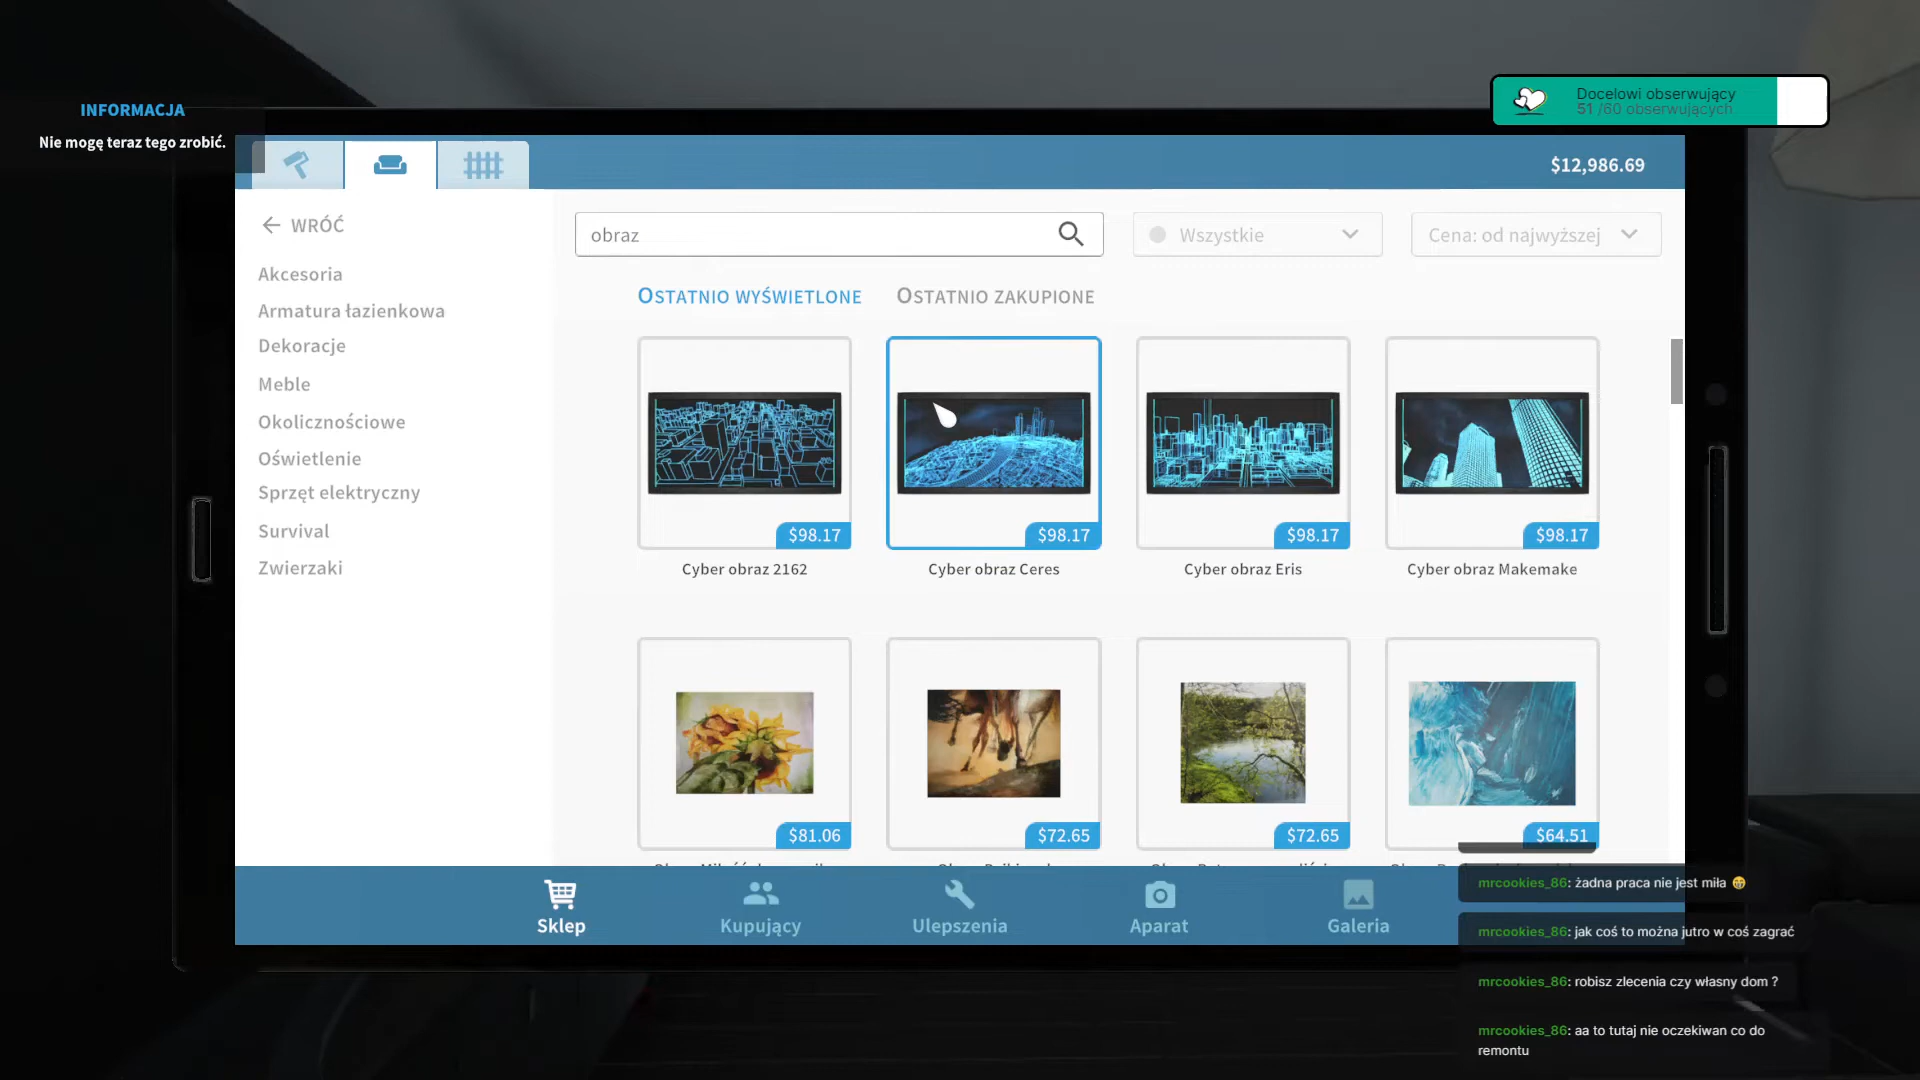 INFORMACJA
Nie mogę teraz tego zrobić.
Docelowi obserwujący
51 /60 obserwujących
$12,986.69
WRÓĆ
Akcesoria
Armatura łazienkowa
Dekoracje
Meble
Okolicznościowe
Oświetlenie
Sprzęt elektryczny
Survival
Zwierzaki
obraz
Wszystkie
Cena: od najwyższej
OSTATNIO WYŚWIETLONE
OSTATNIO ZAKUPIONE
$98.17
$98.17
$98.17
$98.17
Cyber obraz 2162
Cyber obraz Ceres
Cyber obraz Eris
Cyber obraz Makemake
$81.06
$72.65
$72.65
$64.51
Sklep
Kupujący
Ulepszenia
Aparat
Galeria
mrcookies_86: żadna praca nie jest miła 😁
mrcookies_86: jak coś to można jutro w coś zagrać
mrcookies_86: robisz zlecenia czy własny dom ?
mrcookies_86: aa to tutaj nie oczekiwan co do
remontu